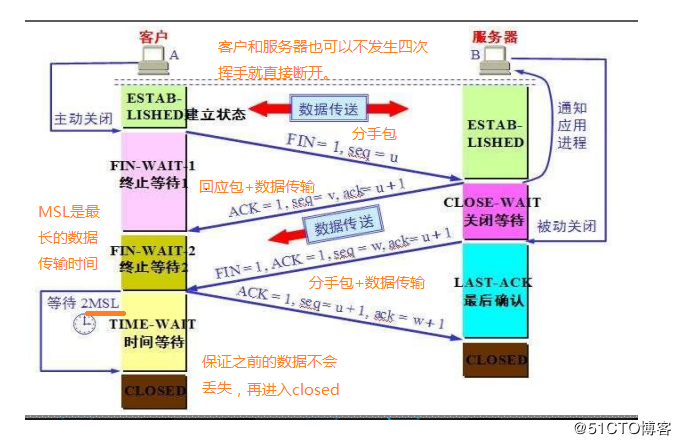 客户
A
客户和服务器也可以不发生四次
挥手就直接断开。
服务器
B
ESTAB-
LISHED
建立状态
数据传送
主动关闭
分手包
FIN = 1, seq = u
ESTAB-
LISHED
通知
应用
进程
FIN-WAIT-1
终止等待1
回应包+数据传输
ACK = 1, seq= v, ack= u + 1
CLOSE-WAIT
关闭等待
被动关闭
MSL是最
长的数据
传输时间
数据传送
FIN-WAIT-2
终止等待2
FIN= 1, ACK = 1, seq = w, ack= u + 1
分手包+数据传输
LAST-ACK
最后确认
等待 2MSL
ACK = 1, seq= u + 1, ack = w + 1
TIME-WAIT
时间等待
保证之前的数据不会
丢失，再进入closed
CLOSED
CLOSED
@51CTO博客